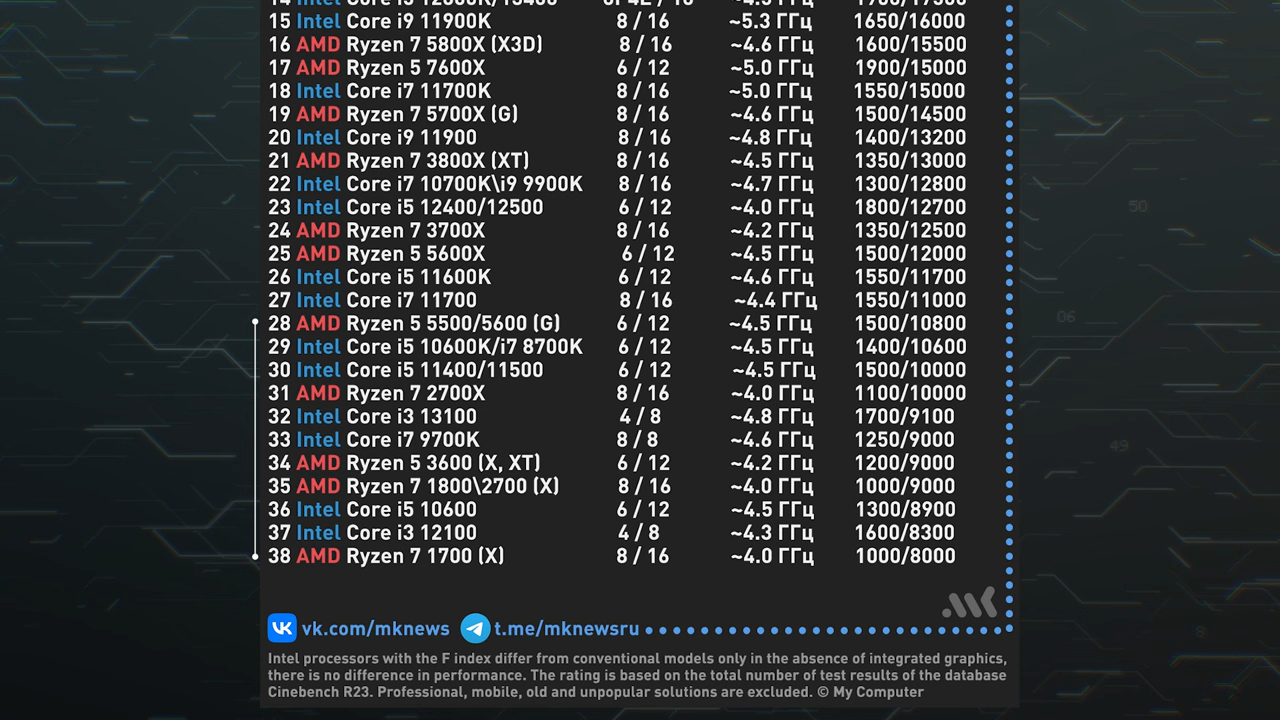 15 Intel Core i9 11900K 8 / 16 ~5.3 ГГц 1650/16000
16 AMD Ryzen 7 5800X (X3D) 8 / 16 ~4.6 ГГц 1600/15500
17 AMD Ryzen 5 7600X 6 / 12 ~5.0 ГГц 1900/15000
18 Intel Core i7 11700K 8 / 16 ~5.0 ГГц 1550/15000
19 AMD Ryzen 7 5700X (G) 8 / 16 ~4.6 ГГц 1500/14500
20 Intel Core i9 11900 8 / 16 ~4.8 ГГц 1400/13200
21 AMD Ryzen 7 3800X (XT) 8 / 16 ~4.5 ГГц 1350/13000
22 Intel Core i7 10700K\i9 9900K 8 / 16 ~4.7 ГГц 1300/12800
23 Intel Core i5 12400/12500 6 / 12 ~4.0 ГГц 1800/12700
24 AMD Ryzen 7 3700X 8 / 16 ~4.2 ГГц 1350/12500
25 AMD Ryzen 5 5600X 6 / 12 ~4.5 ГГц 1500/12000
26 Intel Core i5 11600K 6 / 12 ~4.6 ГГц 1550/11700
27 Intel Core i7 11700 8 / 16 ~4.4 ГГц 1550/11000
28 AMD Ryzen 5 5500/5600 (G) 6 / 12 ~4.5 ГГц 1500/10800
29 Intel Core i5 10600K/i7 8700K 6 / 12 ~4.5 ГГц 1400/10600
30 Intel Core i5 11400/11500 6 / 12 ~4.5 ГГц 1500/10000
31 AMD Ryzen 7 2700X 8 / 16 ~4.0 ГГц 1100/10000
32 Intel Core i3 13100 4 / 8 ~4.8 ГГц 1700/9100
33 Intel Core i7 9700K 8 / 8 ~4.6 ГГц 1250/9000
34 AMD Ryzen 5 3600 (X, XT) 6 / 12 ~4.2 ГГц 1200/9000
35 AMD Ryzen 7 1800\2700 (X) 8 / 16 ~4.0 ГГц 1000/9000
36 Intel Core i5 10600 6 / 12 ~4.5 ГГц 1300/8900
37 Intel Core i3 12100 4 / 8 ~4.3 ГГц 1600/8300
38 AMD Ryzen 7 1700 (X) 8 / 16 ~4.0 ГГц 1000/8000
50
06
49
8
vk.com/mknews t.me/mknewsru
Intel processors with the F index differ from conventional models only in the absence of integrated graphics,
there is no difference in performance. The rating is based on the total number of test results of the database
Cinebench R23. Professional, mobile, old and unpopular solutions are excluded. © My Computer